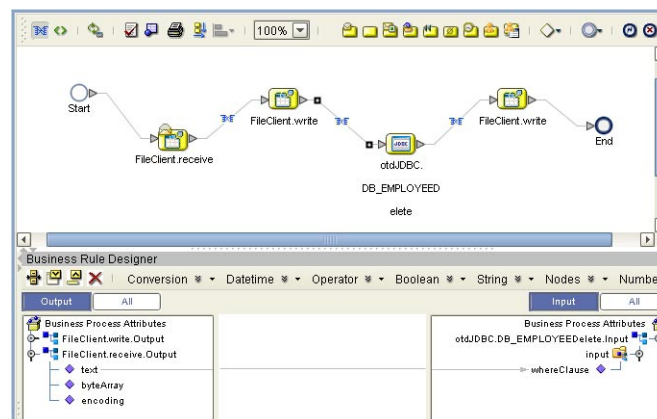 100%
Start
FileClient.write
FileClient.write
FileClient.receive
End
JDBC
otdJDBC.
DB_EMPLOYEED
elete
Business Rule Designer
Conversion Datetime Operator Boolean String Nodes Numbe
Output All Input All
Business Process Attributes Business Process Attributes
FileClient.write.Output otdJDBC.DB_EMPLOYEEDelete.Input
FileClient.receive.Output input
text whereClause
byteArray
encoding